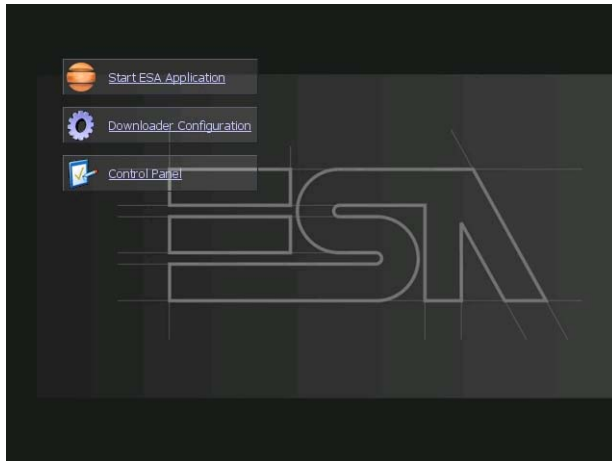 Start ESA Application
Downloader Configuration
Control Panel
ESA